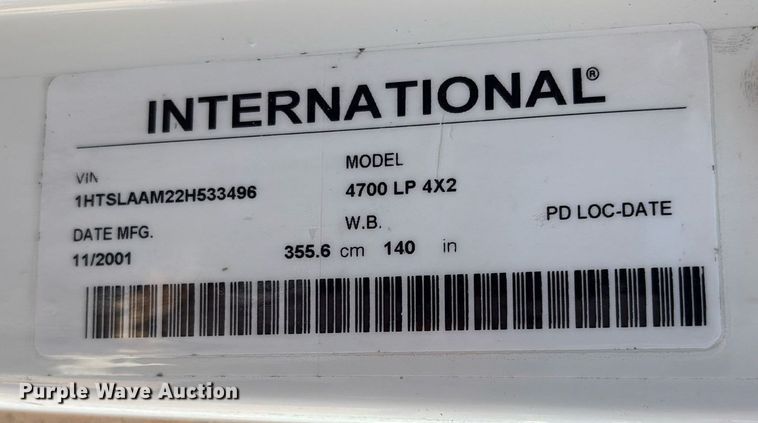 INTERNATIONAL®
VIN
1HTSLAAM22H533496
MODEL
4700 LP 4X2
DATE MFG.
11/2001
W.B.
355.6 cm 140 in
PD LOC-DATE
Purple Wave Auction